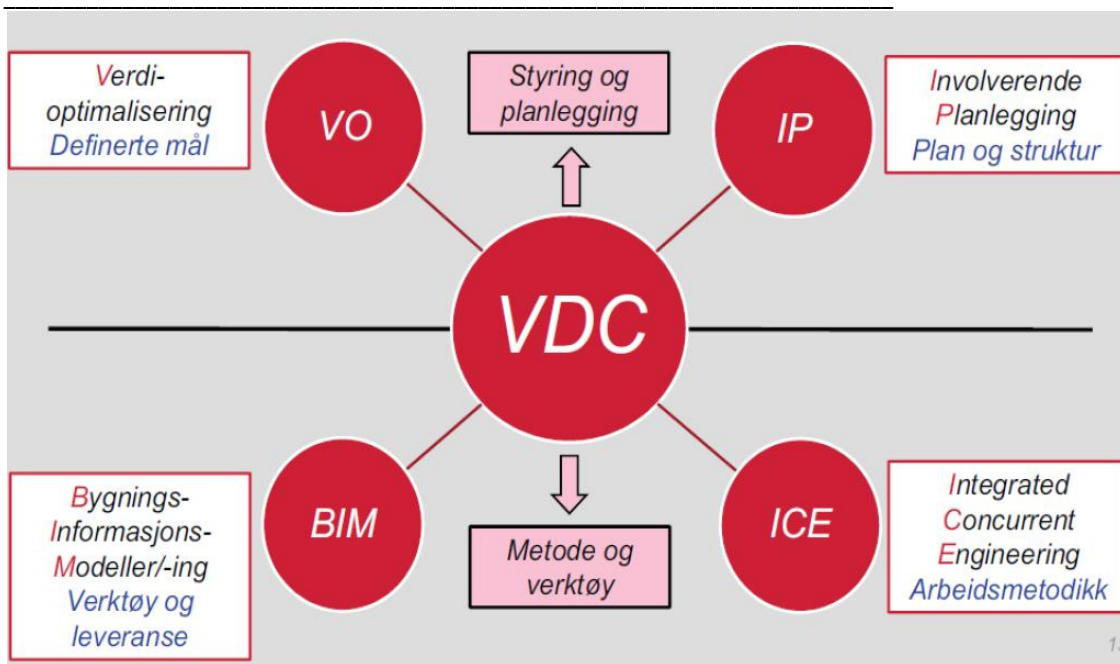 Verdi-
optimalisering
Definerte mål
VO
Styring og
planlegging
IP
Involverende
Planlegging
Plan og struktur
VDC
Bygnings-
Informasjons-
Modeller/-ing
Verktøy og
leveranse
BIM
Metode og
verktøy
ICE
Integrated
Concurrent
Engineering
Arbeidsmetodikk